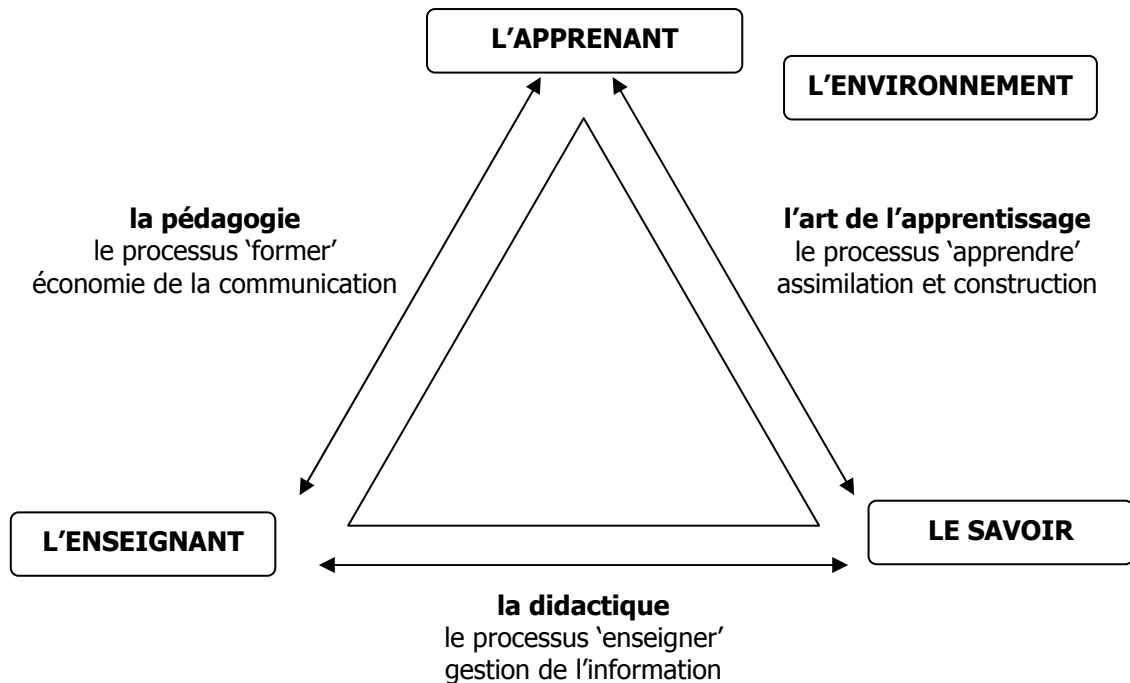 L'APPRENANT
L'ENVIRONNEMENT
la pédagogie
le processus ‘former’
économie de la communication
l'art de l'apprentissage
le processus ‘apprendre’
assimilation et construction
L'ENSEIGNANT
LE SAVOIR
la didactique
le processus ‘enseigner’
gestion de l'information